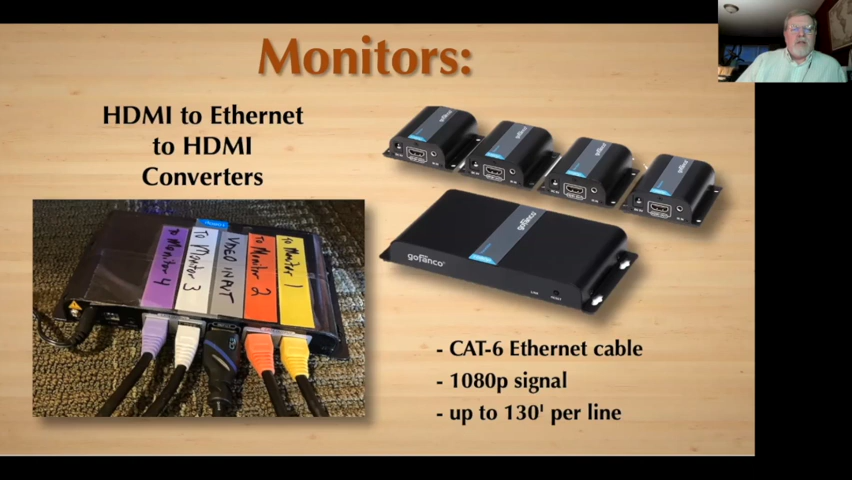 Monitors:
HDMI to Ethernet
to HDMI
Converters
gofanco
gofanco
gofanco
gofanco
gofanco
gofanco
To Monitor 4
To Monitor 3
VIDEO INPUT
To Monitor 2
To Monitor 1
- CAT-6 Ethernet cable
- 1080p signal
- up to 130' per line